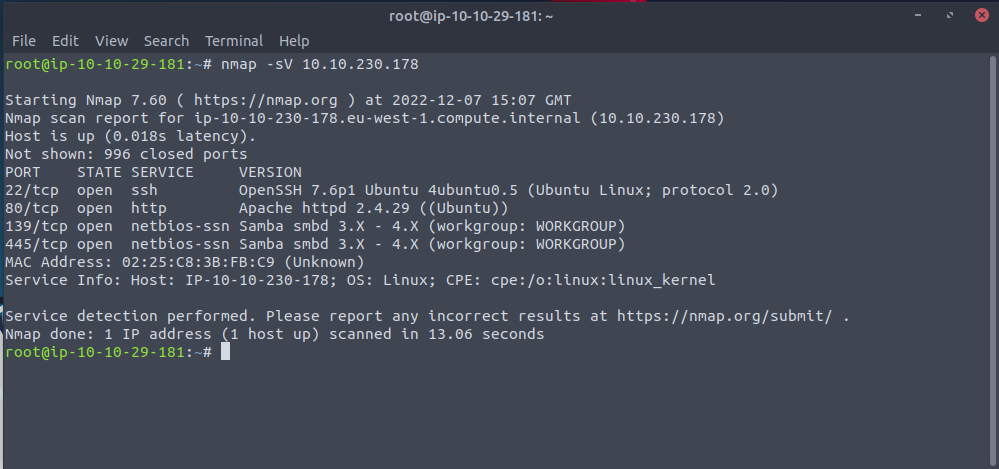 root@ip-10-10-29-181: ~
File Edit View Search Terminal Help
root@ip-10-10-29-181:~# nmap -sV 10.10.230.178
Starting Nmap 7.60 ( https://nmap.org ) at 2022-12-07 15:07 GMT
Nmap scan report for ip-10-10-230-178.eu-west-1.compute.internal (10.10.230.178)
Host is up (0.018s latency).
Not shown: 996 closed ports
PORT    STATE SERVICE     VERSION
22/tcp  open  ssh         OpenSSH 7.6p1 Ubuntu 4ubuntu0.5 (Ubuntu Linux; protocol 2.0)
80/tcp  open  http        Apache httpd 2.4.29 ((Ubuntu))
139/tcp open  netbios-ssn Samba smbd 3.X - 4.X (workgroup: WORKGROUP)
445/tcp open  netbios-ssn Samba smbd 3.X - 4.X (workgroup: WORKGROUP)
MAC Address: 02:25:C8:3B:FB:C9 (Unknown)
Service Info: Host: IP-10-10-230-178; OS: Linux; CPE: cpe:/o:linux:linux_kernel
Service detection performed. Please report any incorrect results at https://nmap.org/submit/ .
Nmap done: 1 IP address (1 host up) scanned in 13.06 seconds
root@ip-10-10-29-181:~#